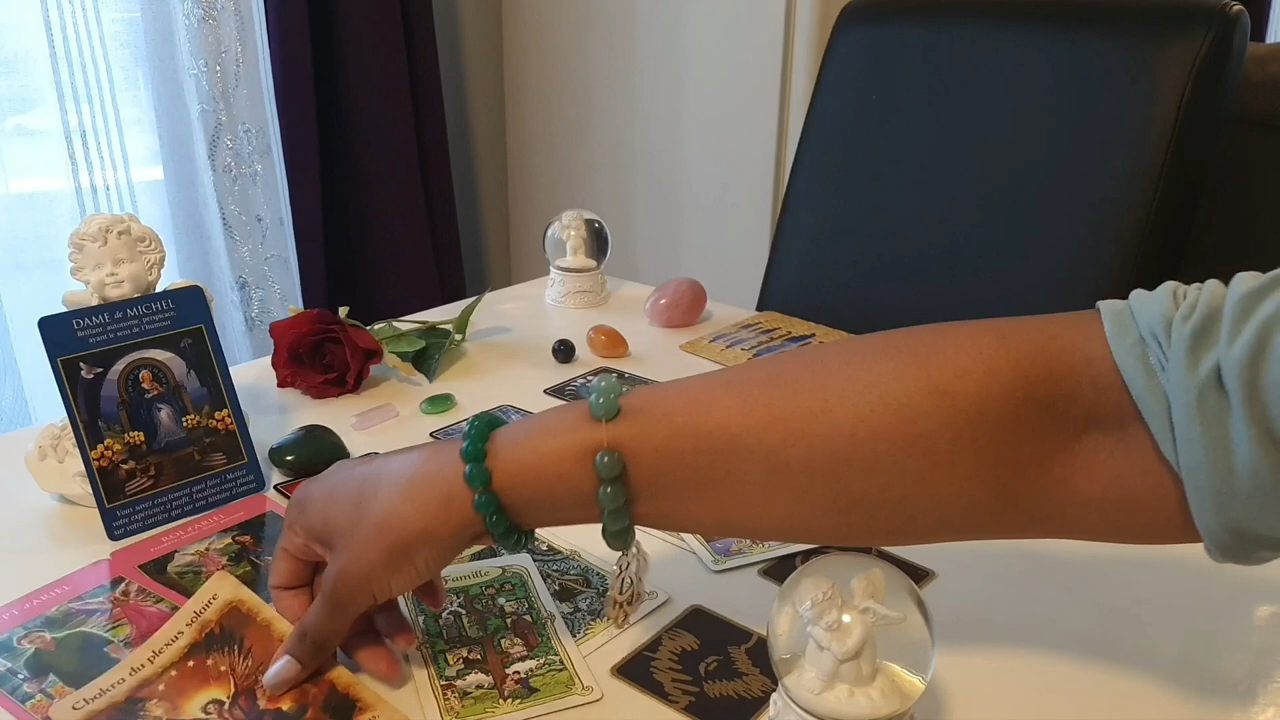 DAME de MICHEL
Brillant, autonome, perspicace,
ayant le sens de l'humour
Vous savez exactement quoi faire ! Mettez
votre expérience à profit. Focalisez-vous plutôt
sur votre carrière que sur une histoire d'amour.
ROI d'ARIEL
PT d'ARIEL
Chakra du plexus solaire
Famille